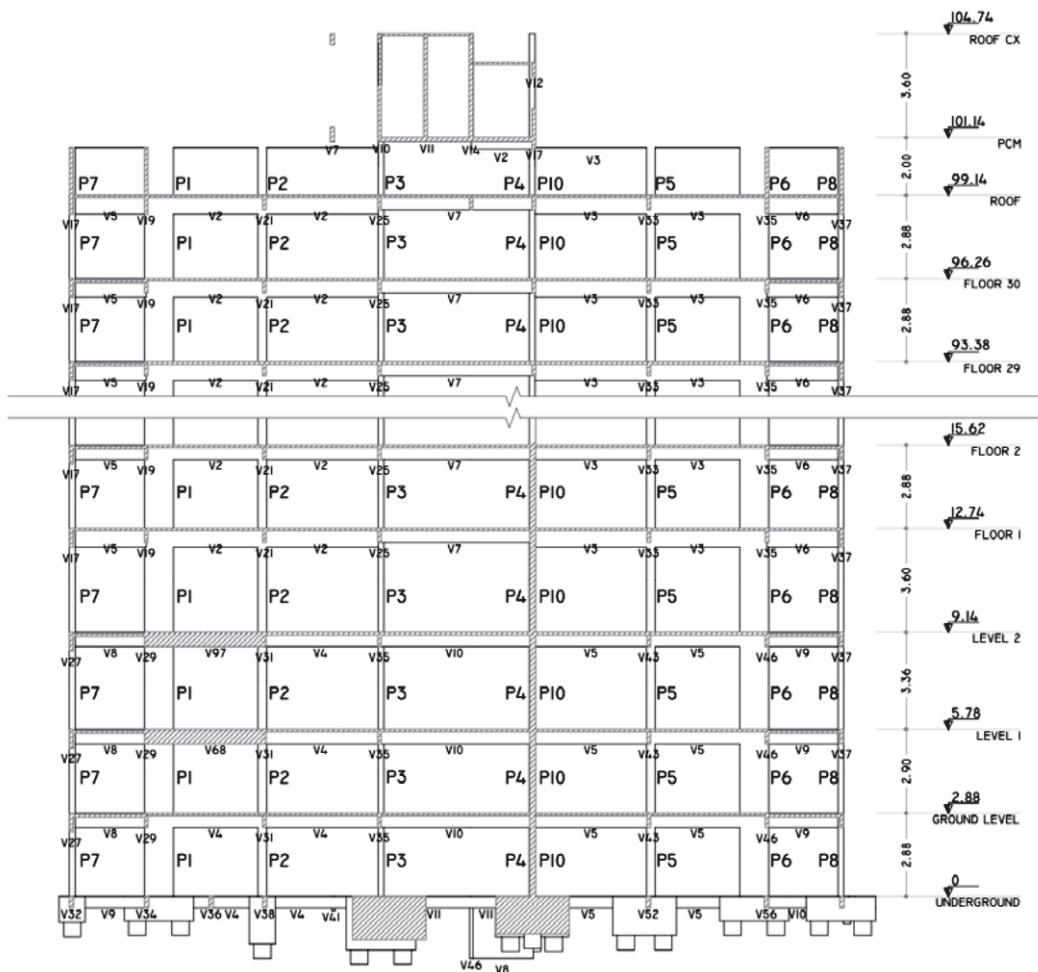 104.74
ROOF CX
V12
3.60
101.14
PCM
V7 V10 V11 V14 V2 V17 V3
2.00
P7 P1 P2 P3 P4 P10 P5 P6 P8
99.14
ROOF
V17 V5 V19 V2 V21 V2 V25 V7 V3 V33 V3 V35 V6 V37
P7 P1 P2 P3 P4 P10 P5 P6 P8
2.88
96.26
FLOOR 30
V17 V5 V19 V2 V21 V2 V25 V7 V3 V33 V3 V35 V6 V37
P7 P1 P2 P3 P4 P10 P5 P6 P8
2.88
93.38
FLOOR 29
V17 V5 V19 V2 V21 V2 V25 V7 V3 V33 V3 V35 V6 V37
15.62
FLOOR 2
V17 V5 V19 V2 V21 V2 V25 V7 V3 V33 V3 V35 V6 V37
P7 P1 P2 P3 P4 P10 P5 P6 P8
2.88
12.74
FLOOR 1
V17 V5 V19 V2 V21 V2 V25 V7 V3 V33 V3 V35 V6 V37
P7 P1 P2 P3 P4 P10 P5 P6 P8
3.60
9.14
LEVEL 2
V27 V8 V29 V97 V31 V4 V35 V10 V5 V43 V5 V46 V9 V37
P7 P1 P2 P3 P4 P10 P5 P6 P8
3.36
5.78
LEVEL 1
V27 V8 V29 V68 V31 V4 V35 V10 V5 V43 V5 V46 V9 V37
P7 P1 P2 P3 P4 P10 P5 P6 P8
2.90
2.88
GROUND LEVEL
V27 V8 V29 V4 V31 V4 V35 V10 V5 V43 V5 V46 V9
P7 P1 P2 P3 P4 P10 P5 P6 P8
2.88
0
UNDERGROUND
V32 V9 V34 V36 V4 V38 V4 V41 V11 V11 V5 V52 V5 V56 V10
V46 V8